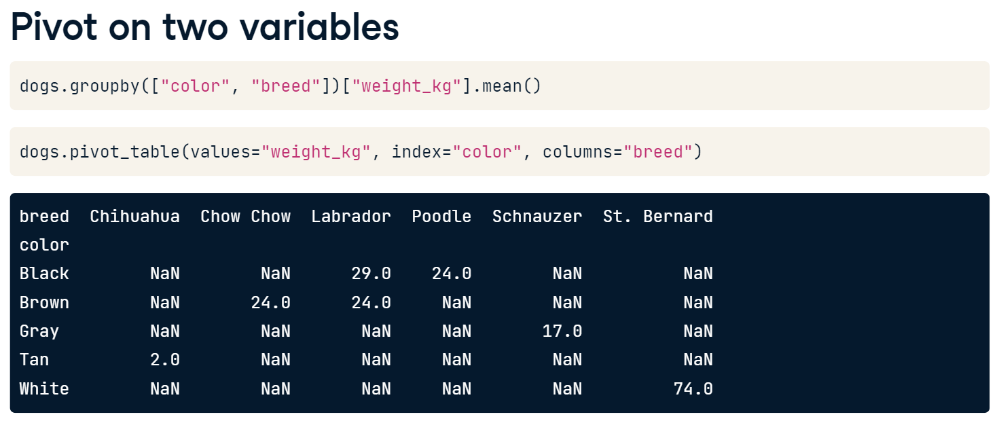 Pivot on two variables
dogs.groupby(["color", "breed"])["weight_kg"].mean()
dogs.pivot_table(values="weight_kg", index="color", columns="breed")
breed  Chihuahua  Chow Chow  Labrador  Poodle  Schnauzer  St. Bernard
color
Black        NaN        NaN      29.0    24.0        NaN          NaN
Brown        NaN       24.0      24.0     NaN        NaN          NaN
Gray         NaN        NaN       NaN     NaN       17.0          NaN
Tan          2.0        NaN       NaN     NaN        NaN          NaN
White        NaN        NaN       NaN     NaN        NaN         74.0